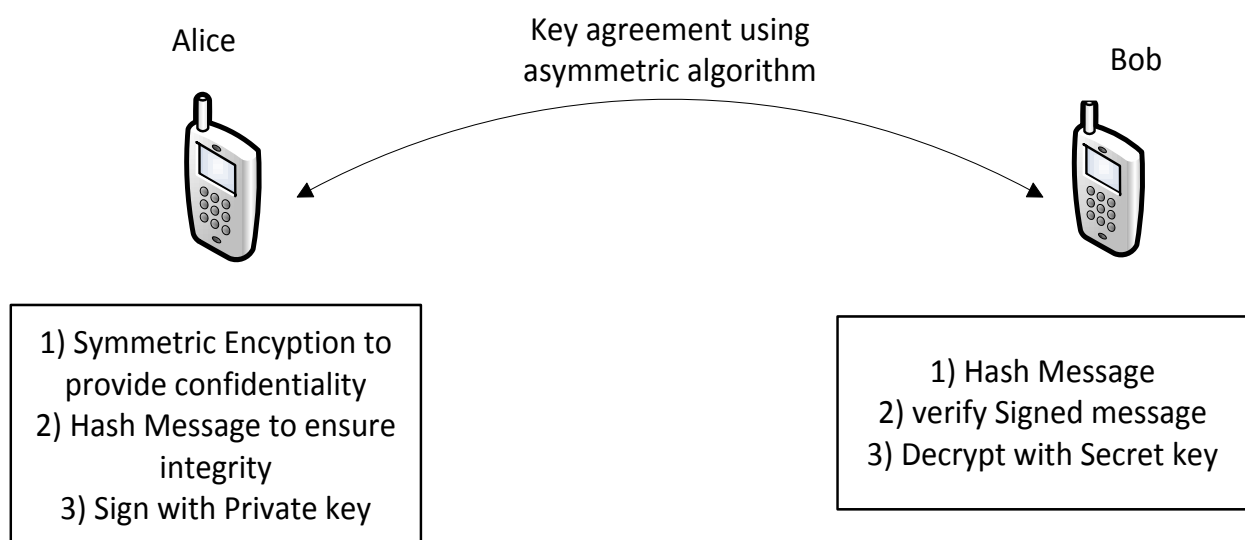 Alice
Key agreement using
asymmetric algorithm
Bob
1) Symmetric Encyption to
provide confidentiality
2) Hash Message to ensure
integrity
3) Sign with Private key
1) Hash Message
2) verify Signed message
3) Decrypt with Secret key